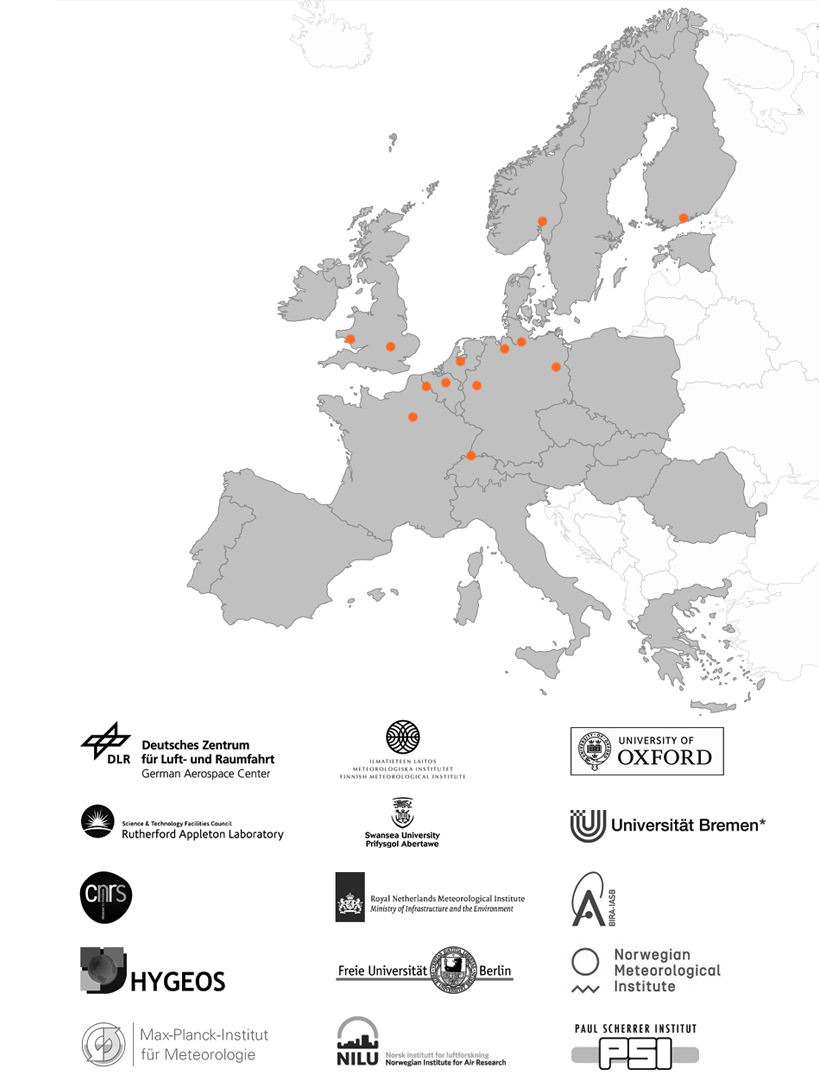 DLR
Deutsches Zentrum
für Luft- und Raumfahrt
German Aerospace Center
ILMATIETEEN LAITOS
METEOROLOGISKA INSTITUTET
FINNISH METEOROLOGICAL INSTITUTE
UNIVERSITY OF
OXFORD
Science & Technology Facilities Council
Rutherford Appleton Laboratory
Swansea University
Prifysgol Abertawe
Universität Bremen*
cnrs
Royal Netherlands Meteorological Institute
Ministry of Infrastructure and the Environment
BIRA-IASB
HYGEOS
Freie Universität Berlin
Norwegian
Meteorological
Institute
Max-Planck-Institut
für Meteorologie
NILU
Norsk institutt for luftforskning
Norwegian Institute for Air Research
PAUL SCHERRER INSTITUT
PSI